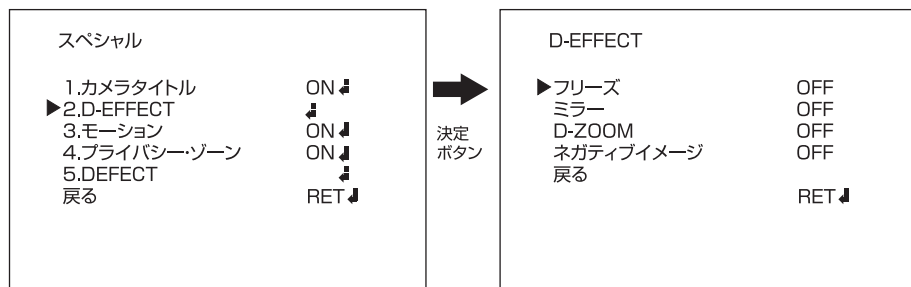 スペシャル
1.カメラタイトル ON↲
▶2.D-EFFECT ↲
3.モーション ON↲
4.プライバシー・ゾーン ON↲
5.DEFECT ↲
戻る RET↲
決定
ボタン
D-EFFECT
▶フリーズ OFF
ミラー OFF
D-ZOOM OFF
ネガティブイメージ OFF
戻る
RET↲